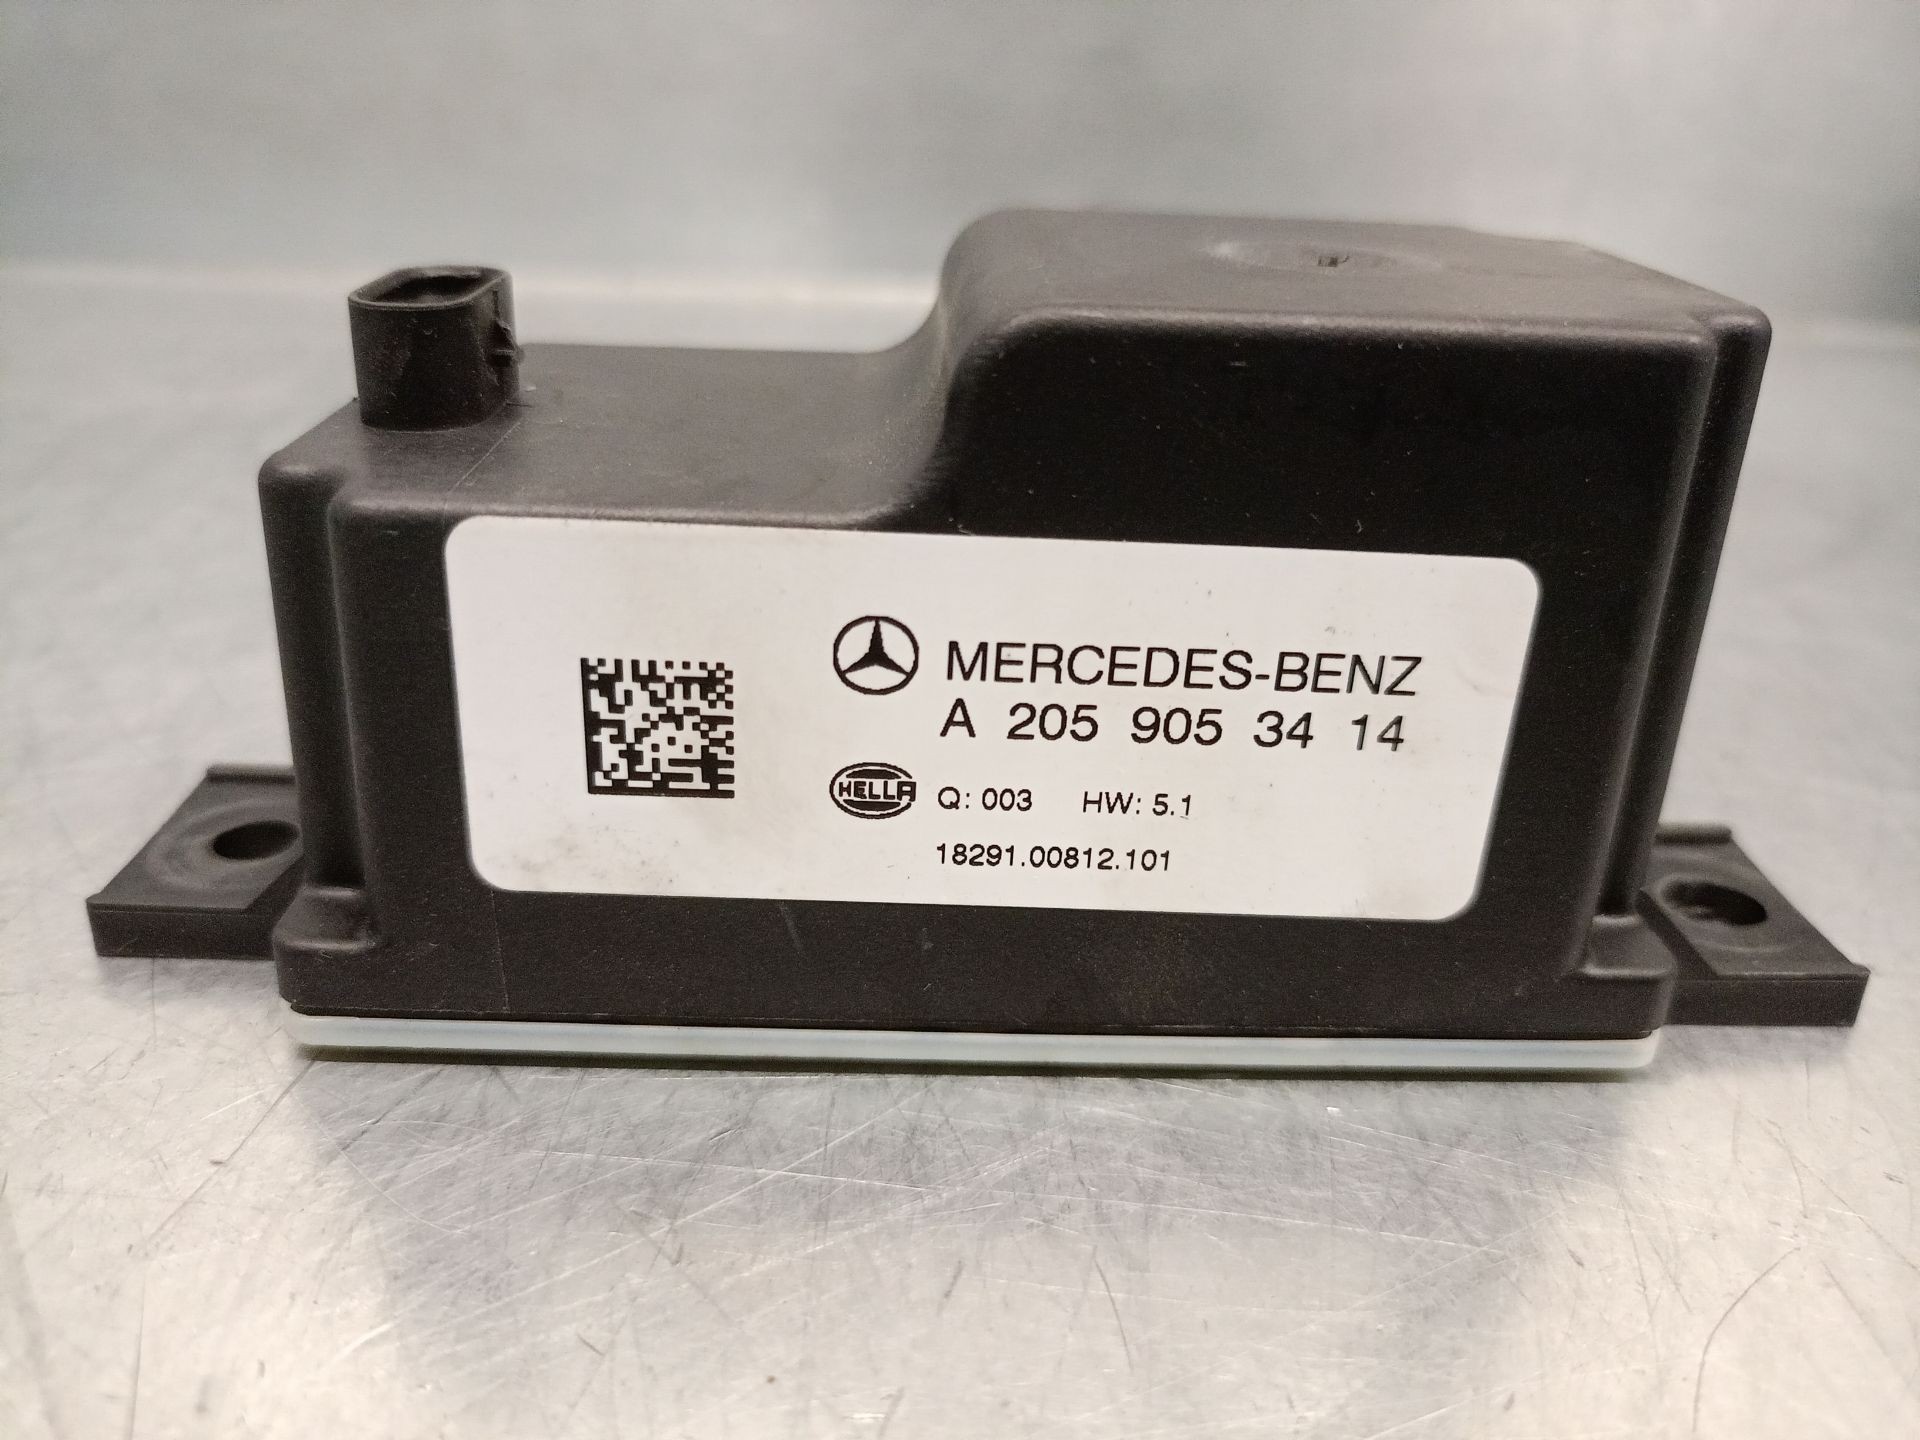 MERCEDES-BENZ
A 205 905 34 14
HELLA Q: 003 HW: 5.1
18291.00812.101